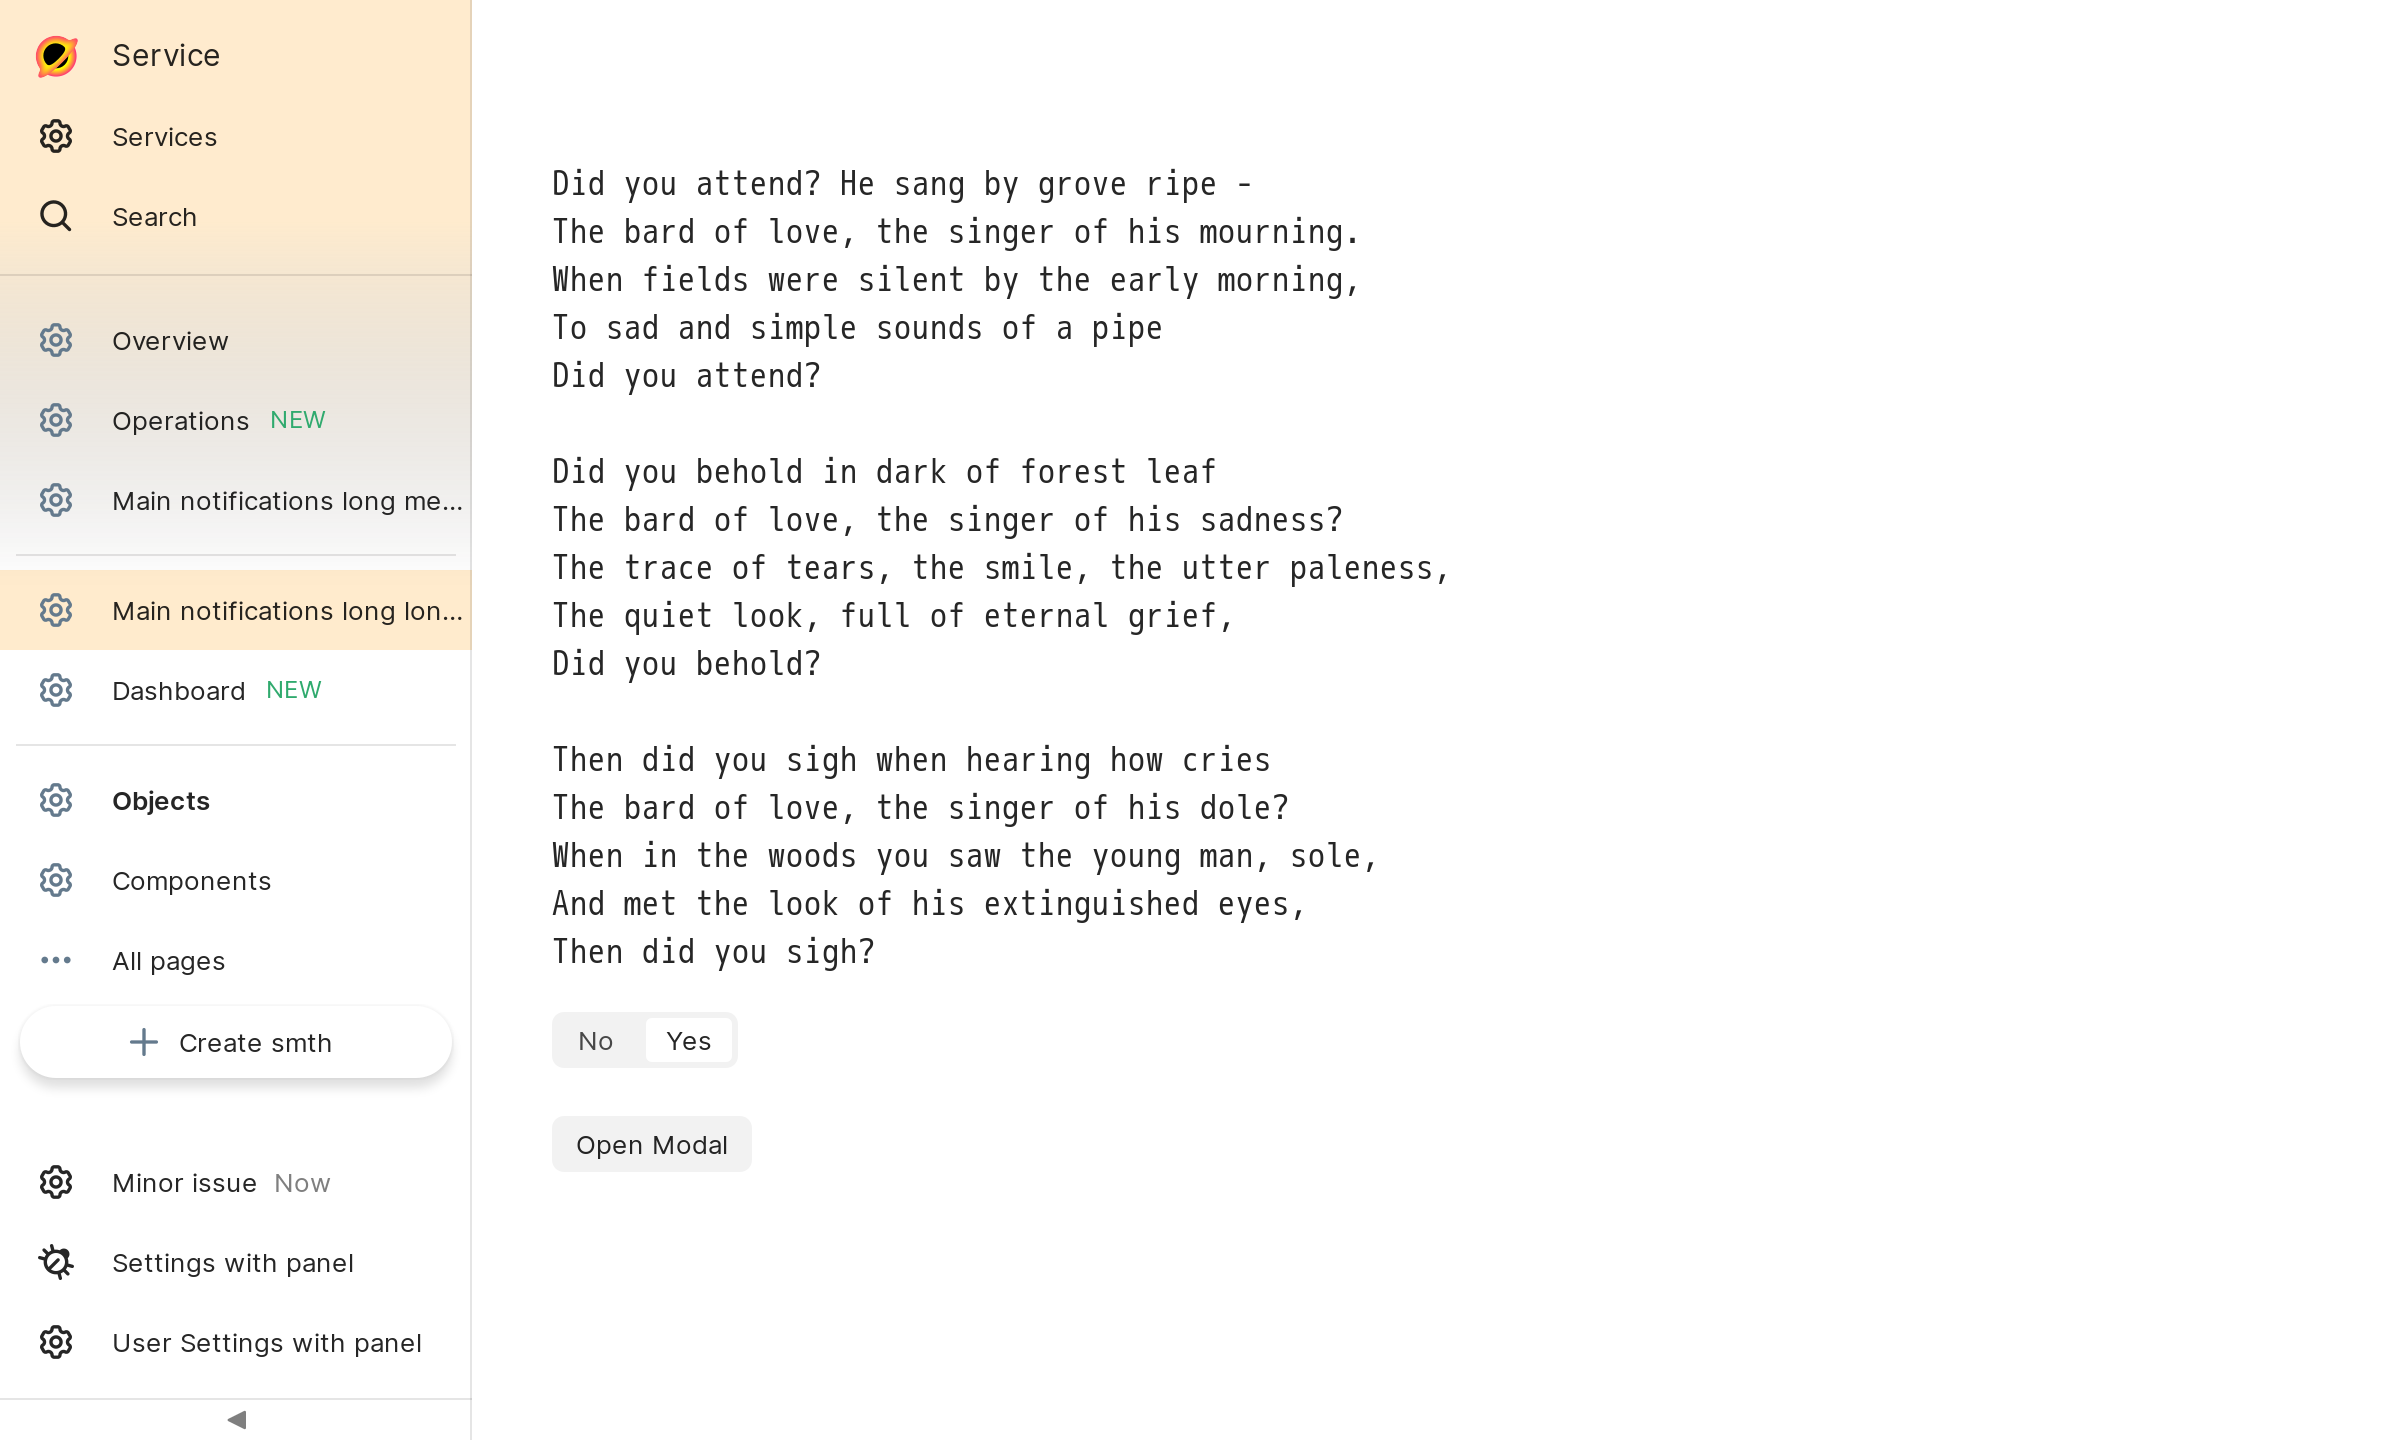 Service
Services
Search
Overview
Operations NEW
Main notifications long me...
Main notifications long lon...
Dashboard NEW
Objects
Components
All pages
Create smth
Minor issue Now
Settings with panel
User Settings with panel
Did you attend? He sang by grove ripe -
The bard of love, the singer of his mourning.
When fields were silent by the early morning,
To sad and simple sounds of a pipe
Did you attend?
Did you behold in dark of forest leaf
The bard of love, the singer of his sadness?
The trace of tears, the smile, the utter paleness,
The quiet look, full of eternal grief,
Did you behold?
Then did you sigh when hearing how cries
The bard of love, the singer of his dole?
When in the woods you saw the young man, sole,
And met the look of his extinguished eyes,
Then did you sigh?
No Yes
Open Modal